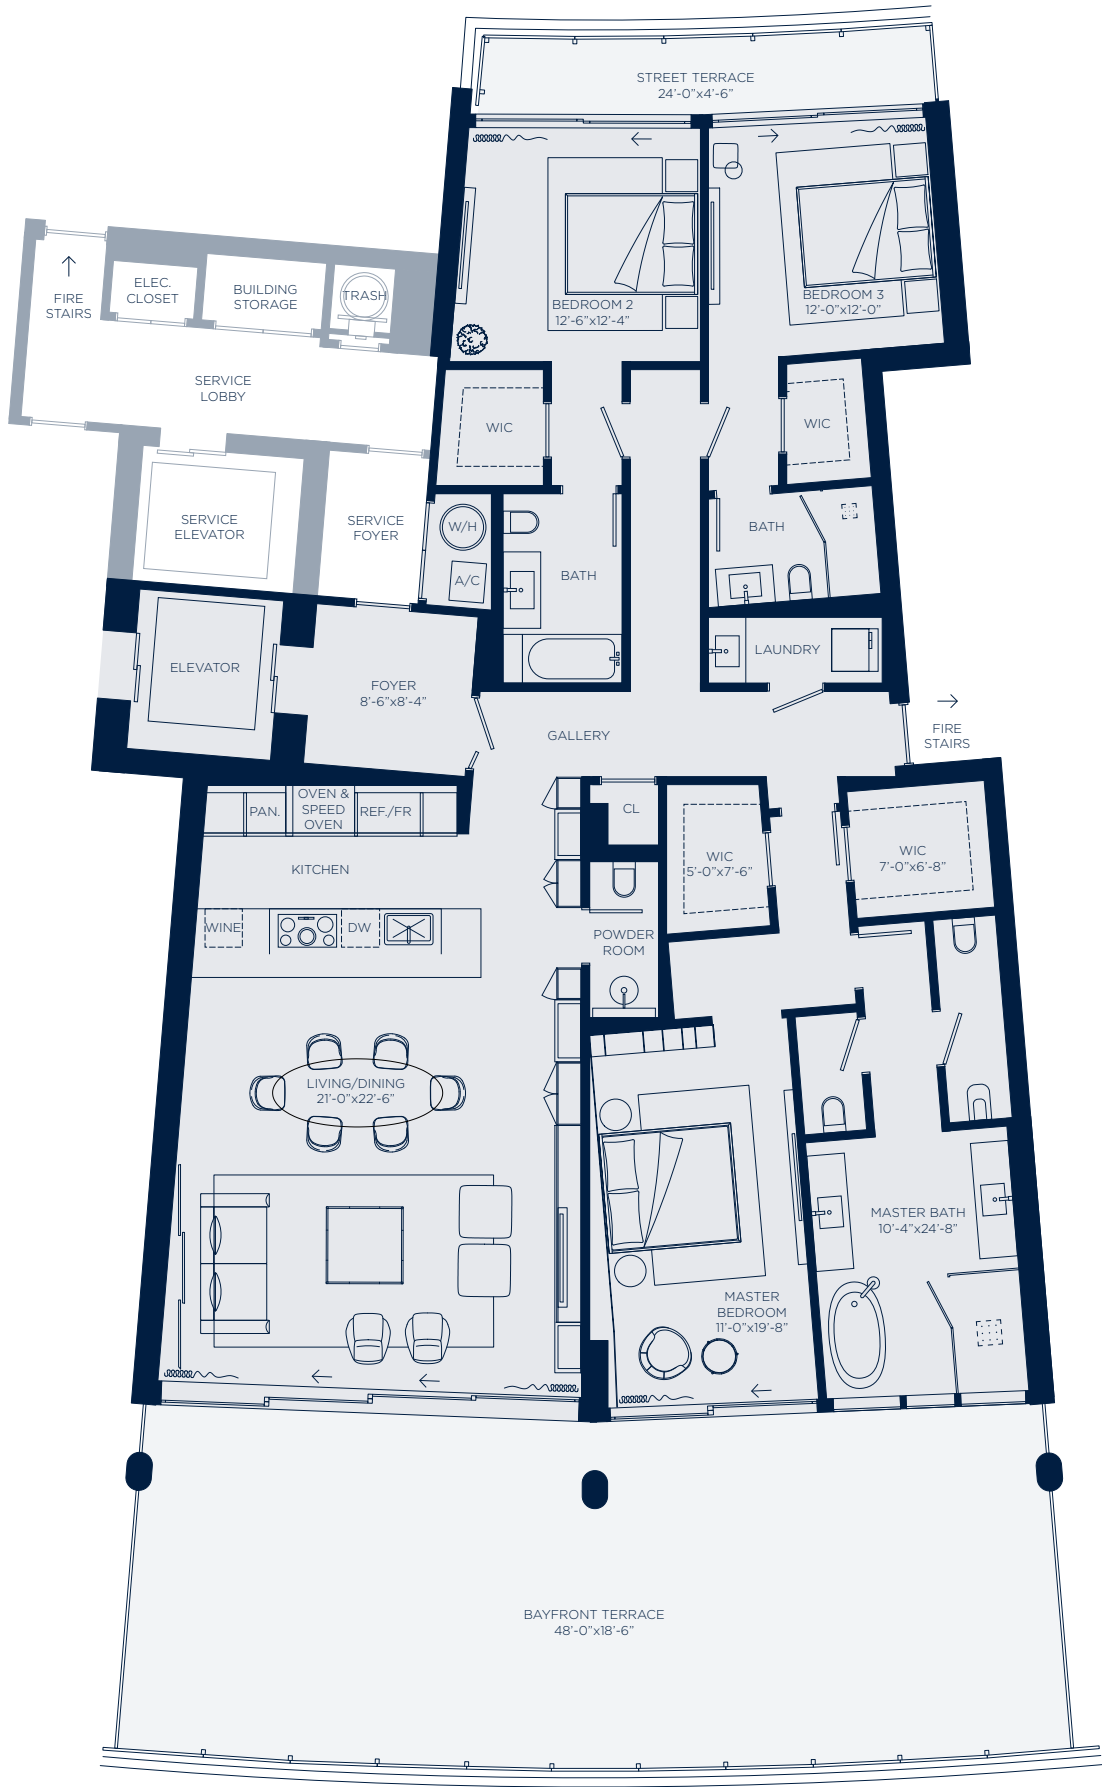 STREET TERRACE
24'-0"x4'-6"
BEDROOM 2
12'-6"x12'-4"
BEDROOM 3
12'-0"x12'-0"
FIRE
STAIRS
ELEC.
CLOSET
BUILDING
STORAGE
TRASH
SERVICE
LOBBY
WIC
WIC
SERVICE
ELEVATOR
SERVICE
FOYER
W/H
A/C
BATH
BATH
LAUNDRY
ELEVATOR
FOYER
8'-6"x8'-4"
GALLERY
FIRE
STAIRS
PAN.
OVEN &
SPEED
OVEN
REF./FR
CL
KITCHEN
WIC
5'-0"x7'-6"
WIC
7'-0"x6'-8"
WINE
DW
POWDER
ROOM
LIVING/DINING
21'-0"x22'-6"
MASTER BATH
10'-4"x24'-8"
MASTER
BEDROOM
11'-0"x19'-8"
BAYFRONT TERRACE
48'-0"x18'-6"